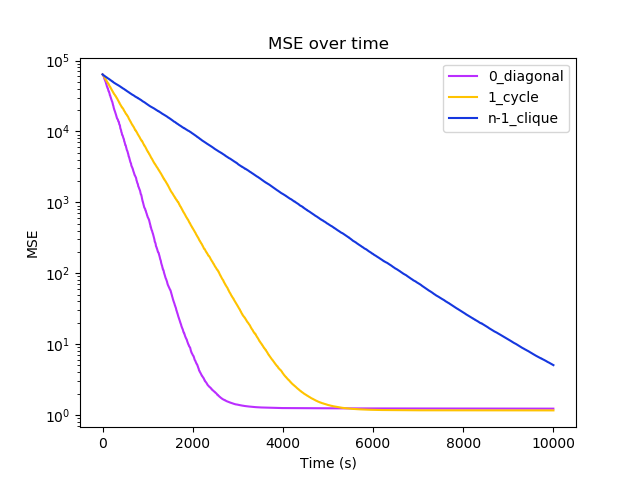 MSE over time
10^5
10^4
10^3
10^2
10^1
10^0
MSE
0_diagonal
1_cycle
n-1_clique
0
2000
4000
6000
8000
10000
Time (s)